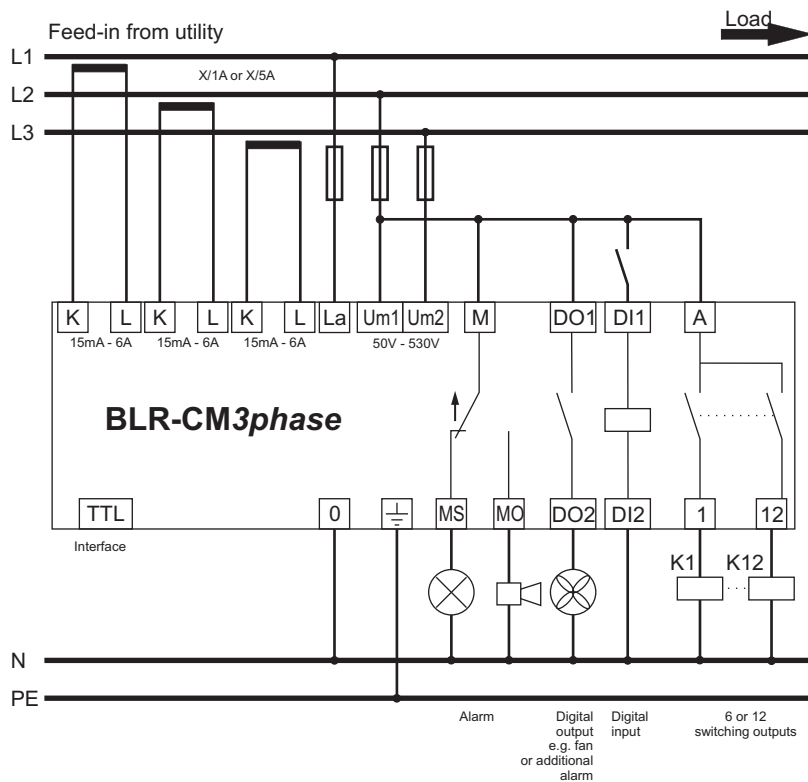 Feed-in from utility
Load
L1
X/1A or X/5A
L2
L3
K L K L K L La Um1 Um2 M DO1 DI1 A
15mA - 6A 15mA - 6A 15mA - 6A 50V - 530V
BLR-CM3phase
TTL 0 MS MO DO2 DI2 1 12
Interface
K1 K12
N
PE
Alarm
Digital
output
e.g. fan
or additional
alarm
Digital
input
6 or 12
switching outputs